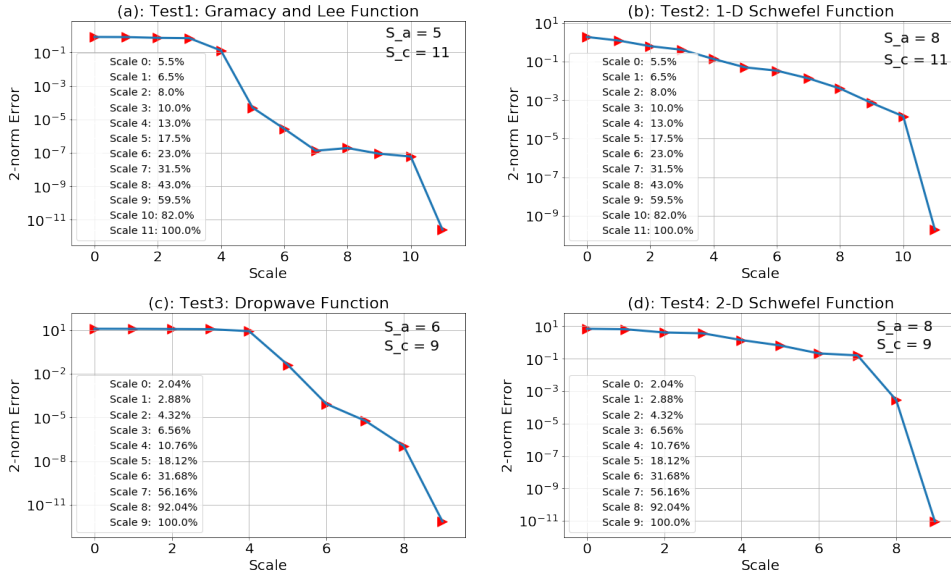 (a): Test1: Gramacy and Lee Function
S_a = 5
S_c = 11
10^-1
10^-3
10^-5
10^-7
10^-9
10^-11
2-norm Error
Scale 0: 5.5%
Scale 1: 6.5%
Scale 2: 8.0%
Scale 3: 10.0%
Scale 4: 13.0%
Scale 5: 17.5%
Scale 6: 23.0%
Scale 7: 31.5%
Scale 8: 43.0%
Scale 9: 59.5%
Scale 10: 82.0%
Scale 11: 100.0%
0 2 4 6 8 10
Scale
(b): Test2: 1-D Schwefel Function
S_a = 8
S_c = 11
10^1
10^-1
10^-3
10^-5
10^-7
10^-9
2-norm Error
Scale 0: 5.5%
Scale 1: 6.5%
Scale 2: 8.0%
Scale 3: 10.0%
Scale 4: 13.0%
Scale 5: 17.5%
Scale 6: 23.0%
Scale 7: 31.5%
Scale 8: 43.0%
Scale 9: 59.5%
Scale 10: 82.0%
Scale 11: 100.0%
0 2 4 6 8 10
Scale
(c): Test3: Dropwave Function
S_a = 6
S_c = 9
10^1
10^-2
10^-5
10^-8
10^-11
2-norm Error
Scale 0: 2.04%
Scale 1: 2.88%
Scale 2: 4.32%
Scale 3: 6.56%
Scale 4: 10.76%
Scale 5: 18.12%
Scale 6: 31.68%
Scale 7: 56.16%
Scale 8: 92.04%
Scale 9: 100.0%
0 2 4 6 8
Scale
(d): Test4: 2-D Schwefel Function
S_a = 8
S_c = 9
10^1
10^-1
10^-3
10^-5
10^-7
10^-9
10^-11
2-norm Error
Scale 0: 2.04%
Scale 1: 2.88%
Scale 2: 4.32%
Scale 3: 6.56%
Scale 4: 10.76%
Scale 5: 18.12%
Scale 6: 31.68%
Scale 7: 56.16%
Scale 8: 92.04%
Scale 9: 100.0%
0 2 4 6 8
Scale